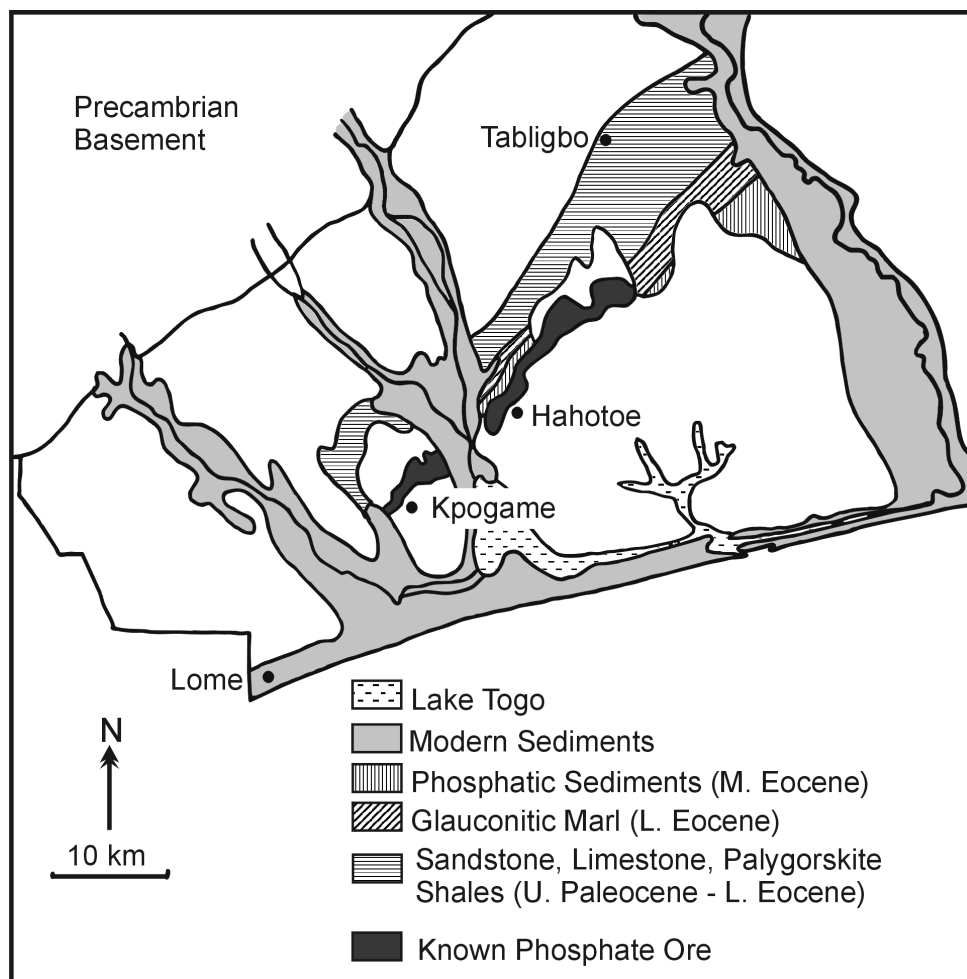 Precambrian
Basement
Tabligbo
Hahotoe
Kpogame
Lome
N
10 km
Lake Togo
Modern Sediments
Phosphatic Sediments (M. Eocene)
Glauconitic Marl (L. Eocene)
Sandstone, Limestone, Palygorskite
Shales (U. Paleocene - L. Eocene)
Known Phosphate Ore